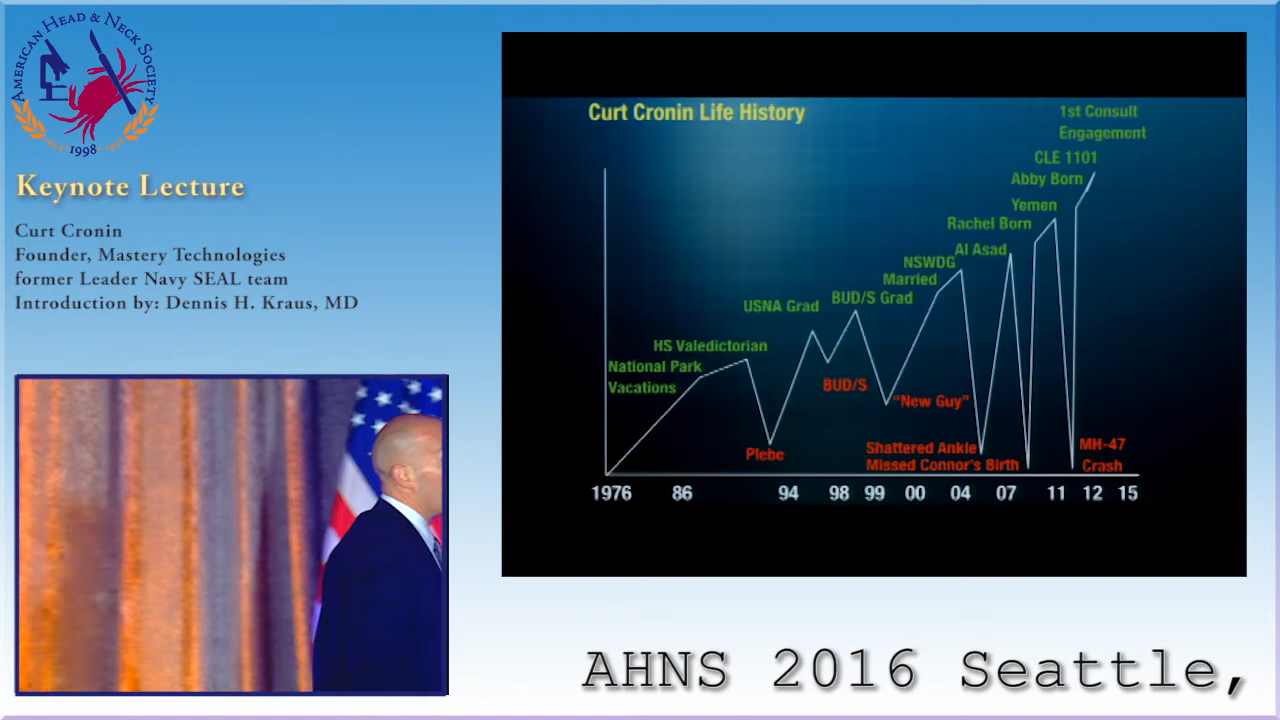 AMERICAN HEAD & NECK SOCIETY
1998
Keynote Lecture
Curt Cronin
Founder, Mastery Technologies
former Leader Navy SEAL team
Introduction by: Dennis H. Kraus, MD
Curt Cronin Life History
1st Consult
Engagement
CLE 1101
Abby Born
Yemen
Rachel Born
Al Asad
NSWDG
Married
BUD/S Grad
USNA Grad
HS Valedictorian
National Park
Vacations
BUD/S
"New Guy"
Plebe
Shattered Ankle
Missed Connor's Birth
MH-47
Crash
1976 86 94 98 99 00 04 07 11 12 15
AHNS 2016 Seattle,